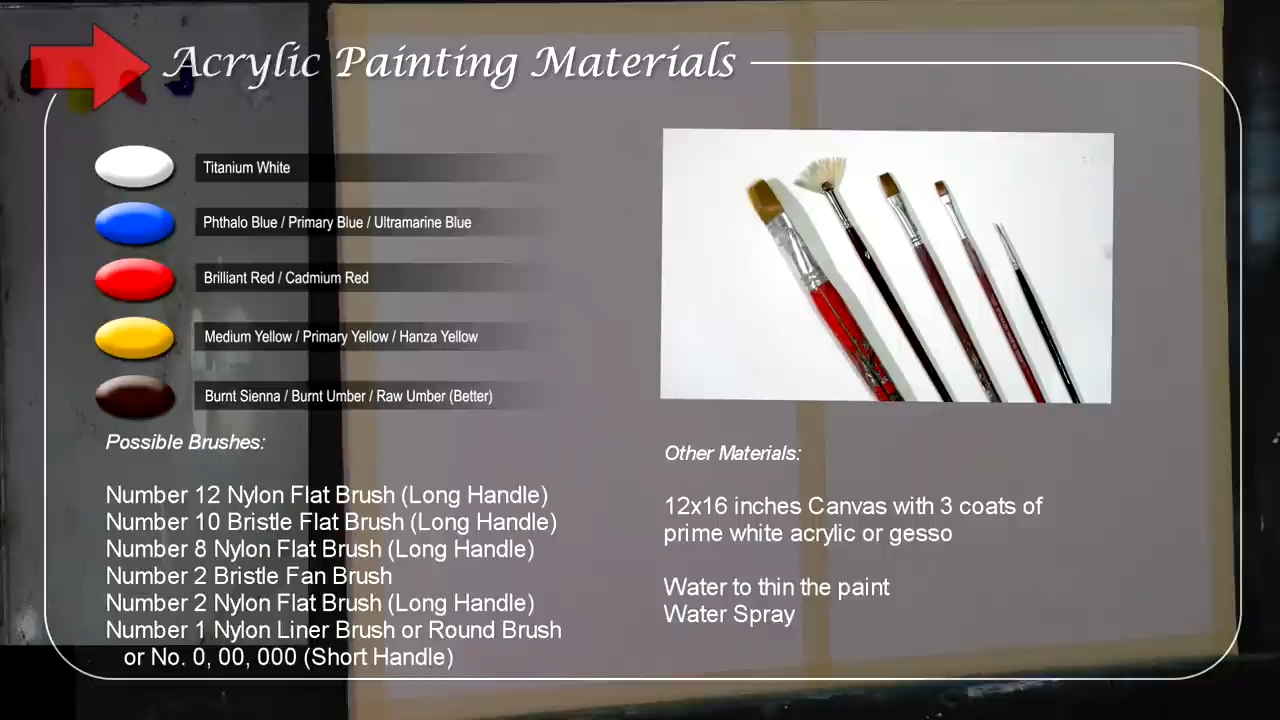 Acrylic Painting Materials
Titanium White
Phthalo Blue / Primary Blue / Ultramarine Blue
Brilliant Red / Cadmium Red
Medium Yellow / Primary Yellow / Hanza Yellow
Burnt Sienna / Burnt Umber / Raw Umber (Better)
Possible Brushes:
Number 12 Nylon Flat Brush (Long Handle)
Number 10 Bristle Flat Brush (Long Handle)
Number 8 Nylon Flat Brush (Long Handle)
Number 2 Bristle Fan Brush
Number 2 Nylon Flat Brush (Long Handle)
Number 1 Nylon Liner Brush or Round Brush
or No. 0, 00, 000 (Short Handle)
Other Materials:
12x16 inches Canvas with 3 coats of
prime white acrylic or gesso
Water to thin the paint
Water Spray